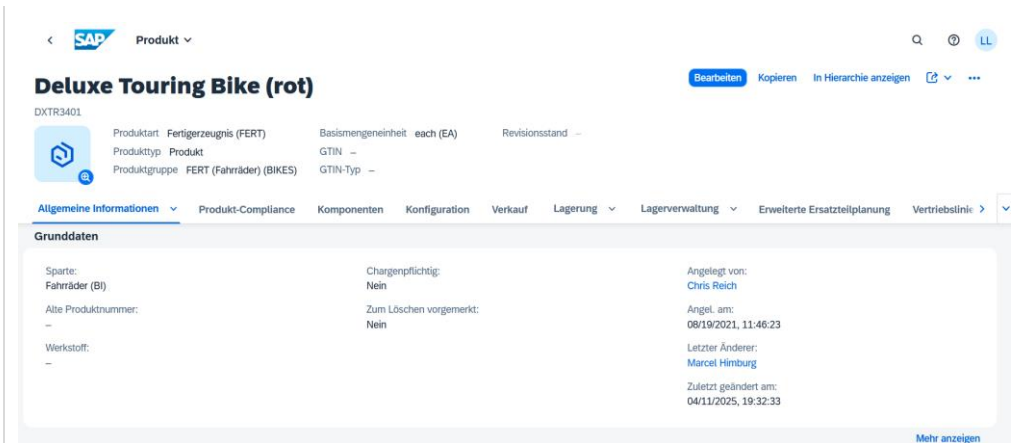 SAP Produkt
LL
Deluxe Touring Bike (rot)
Bearbeiten Kopieren In Hierarchie anzeigen
DXTR3401
Produktart Fertigerzeugnis (FERT) Basismengeneinheit each (EA) Revisionsstand –
Produkttyp Produkt GTIN –
Produktgruppe FERT (Fahrräder) (BIKES) GTIN-Typ –
Allgemeine Informationen Produkt-Compliance Komponenten Konfiguration Verkauf Lagerung Lagerverwaltung Erweiterte Ersatzteilplanung Vertriebslinie
Grunddaten
Sparte: Chargenpflichtig: Angelegt von:
Fahrräder (BI) Nein Chris Reich
Alte Produktnummer: Zum Löschen vorgemerkt: Angel. am:
– Nein 08/19/2021, 11:46:23
Werkstoff: Letzter Änderer:
– Marcel Himburg
Zuletzt geändert am:
04/11/2025, 19:32:33
Mehr anzeigen